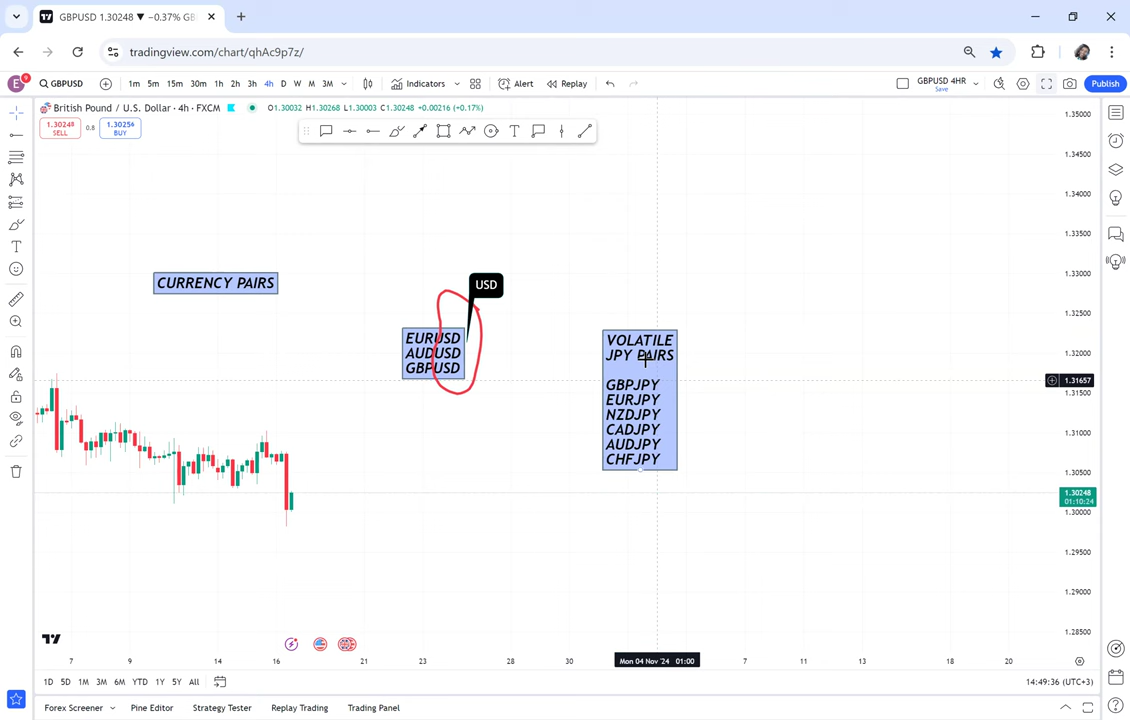 GBPUSD 1.30248 ▼ −0.37% GB
tradingview.com/chart/qhAc9p7z/
E 9 GBPUSD 1m 5m 15m 30m 1h 2h 3h 4h D W M 3M Indicators Alert Replay GBPUSD 4HR Save Publish
British Pound / U.S. Dollar · 4h · FXCM O1.30032 H1.30268 L1.30003 C1.30248 +0.00216 (+0.17%)
1.30248 SELL 0.8 1.30254 BUY
1.35000
1.34500
1.34000
1.33500
1.33000
1.32500
1.32000
1.31657
1.31500
1.31000
1.30500
1.30248
01:10:24
1.30000
1.29500
1.29000
1.28500
CURRENCY PAIRS
USD
EURUSD
AUDUSD
GBPUSD
VOLATILE
JPY PAIRS
GBPJPY
EURJPY
NZDJPY
CADJPY
AUDJPY
CHFJPY
7 9 14 16 21 23 28 30 Mon 04 Nov '24 01:00 7 11 13 18 20
1D 5D 1M 3M 6M YTD 1Y 5Y All 14:49:36 (UTC+3)
Forex Screener Pine Editor Strategy Tester Replay Trading Trading Panel